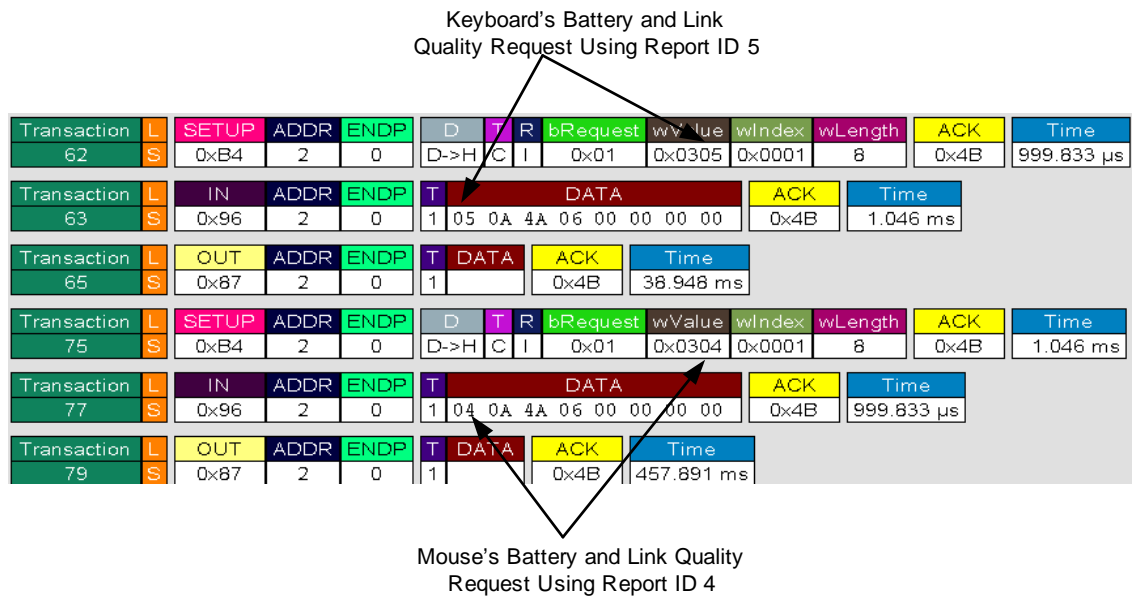 Keyboard's Battery and Link
Quality Request Using Report ID 5
Transaction L SETUP ADDR ENDP D T R bRequest wValue wIndex wLength ACK Time
62 S 0xB4 2 0 D->H C I 0x01 0x0305 0x0001 8 0x4B 999.833 µs
Transaction L IN ADDR ENDP T DATA ACK Time
63 S 0x96 2 0 1 05 0A 4A 06 00 00 00 00 0x4B 1.046 ms
Transaction L OUT ADDR ENDP T DATA ACK Time
65 S 0x87 2 0 1 0x4B 38.948 ms
Transaction L SETUP ADDR ENDP D T R bRequest wValue wIndex wLength ACK Time
75 S 0xB4 2 0 D->H C I 0x01 0x0304 0x0001 8 0x4B 1.046 ms
Transaction L IN ADDR ENDP T DATA ACK Time
77 S 0x96 2 0 1 04 0A 4A 06 00 00 00 00 0x4B 999.833 µs
Transaction L OUT ADDR ENDP T DATA ACK Time
79 S 0x87 2 0 1 0x4B 457.891 ms
Mouse's Battery and Link Quality
Request Using Report ID 4